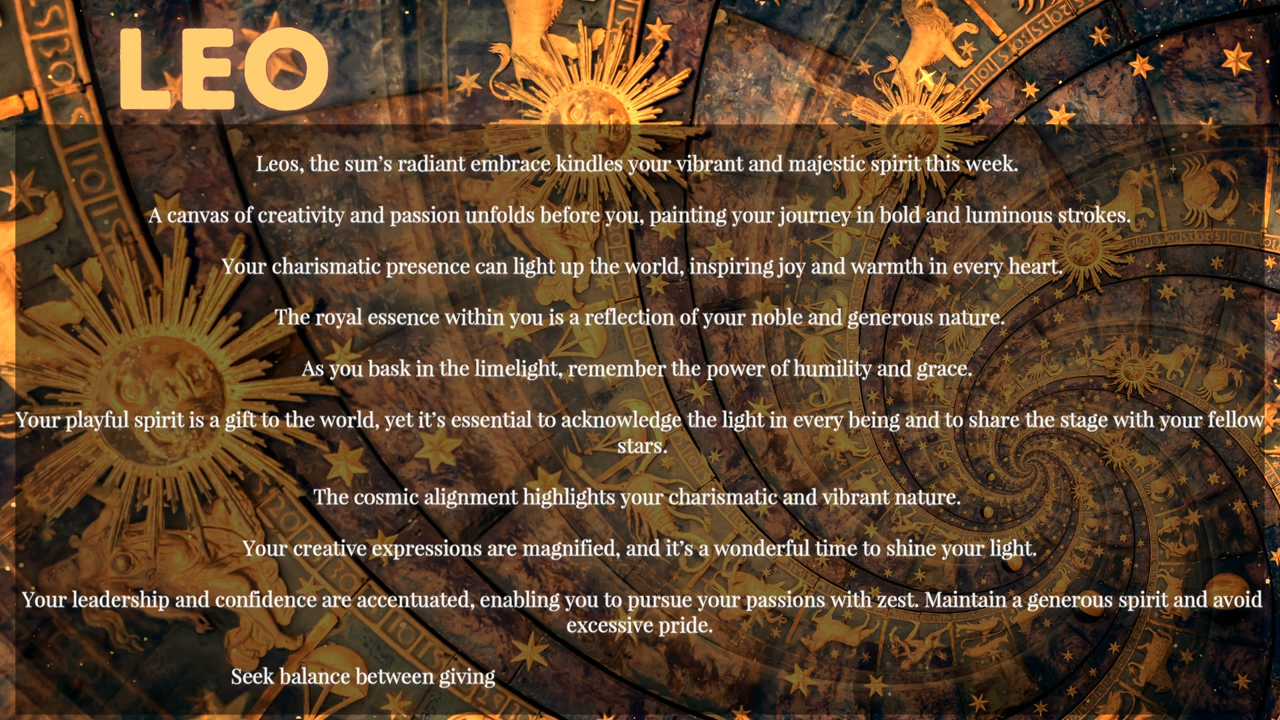 LEO
Leos, the sun’s radiant embrace kindles your vibrant and majestic spirit this week.
A canvas of creativity and passion unfolds before you, painting your journey in bold and luminous strokes.
Your charismatic presence can light up the world, inspiring joy and warmth in every heart.
The royal essence within you is a reflection of your noble and generous nature.
As you bask in the limelight, remember the power of humility and grace.
Your playful spirit is a gift to the world, yet it’s essential to acknowledge the light in every being and to share the stage with your fellow
stars.
The cosmic alignment highlights your charismatic and vibrant nature.
Your creative expressions are magnified, and it’s a wonderful time to shine your light.
Your leadership and confidence are accentuated, enabling you to pursue your passions with zest. Maintain a generous spirit and avoid
excessive pride.
Seek balance between giving